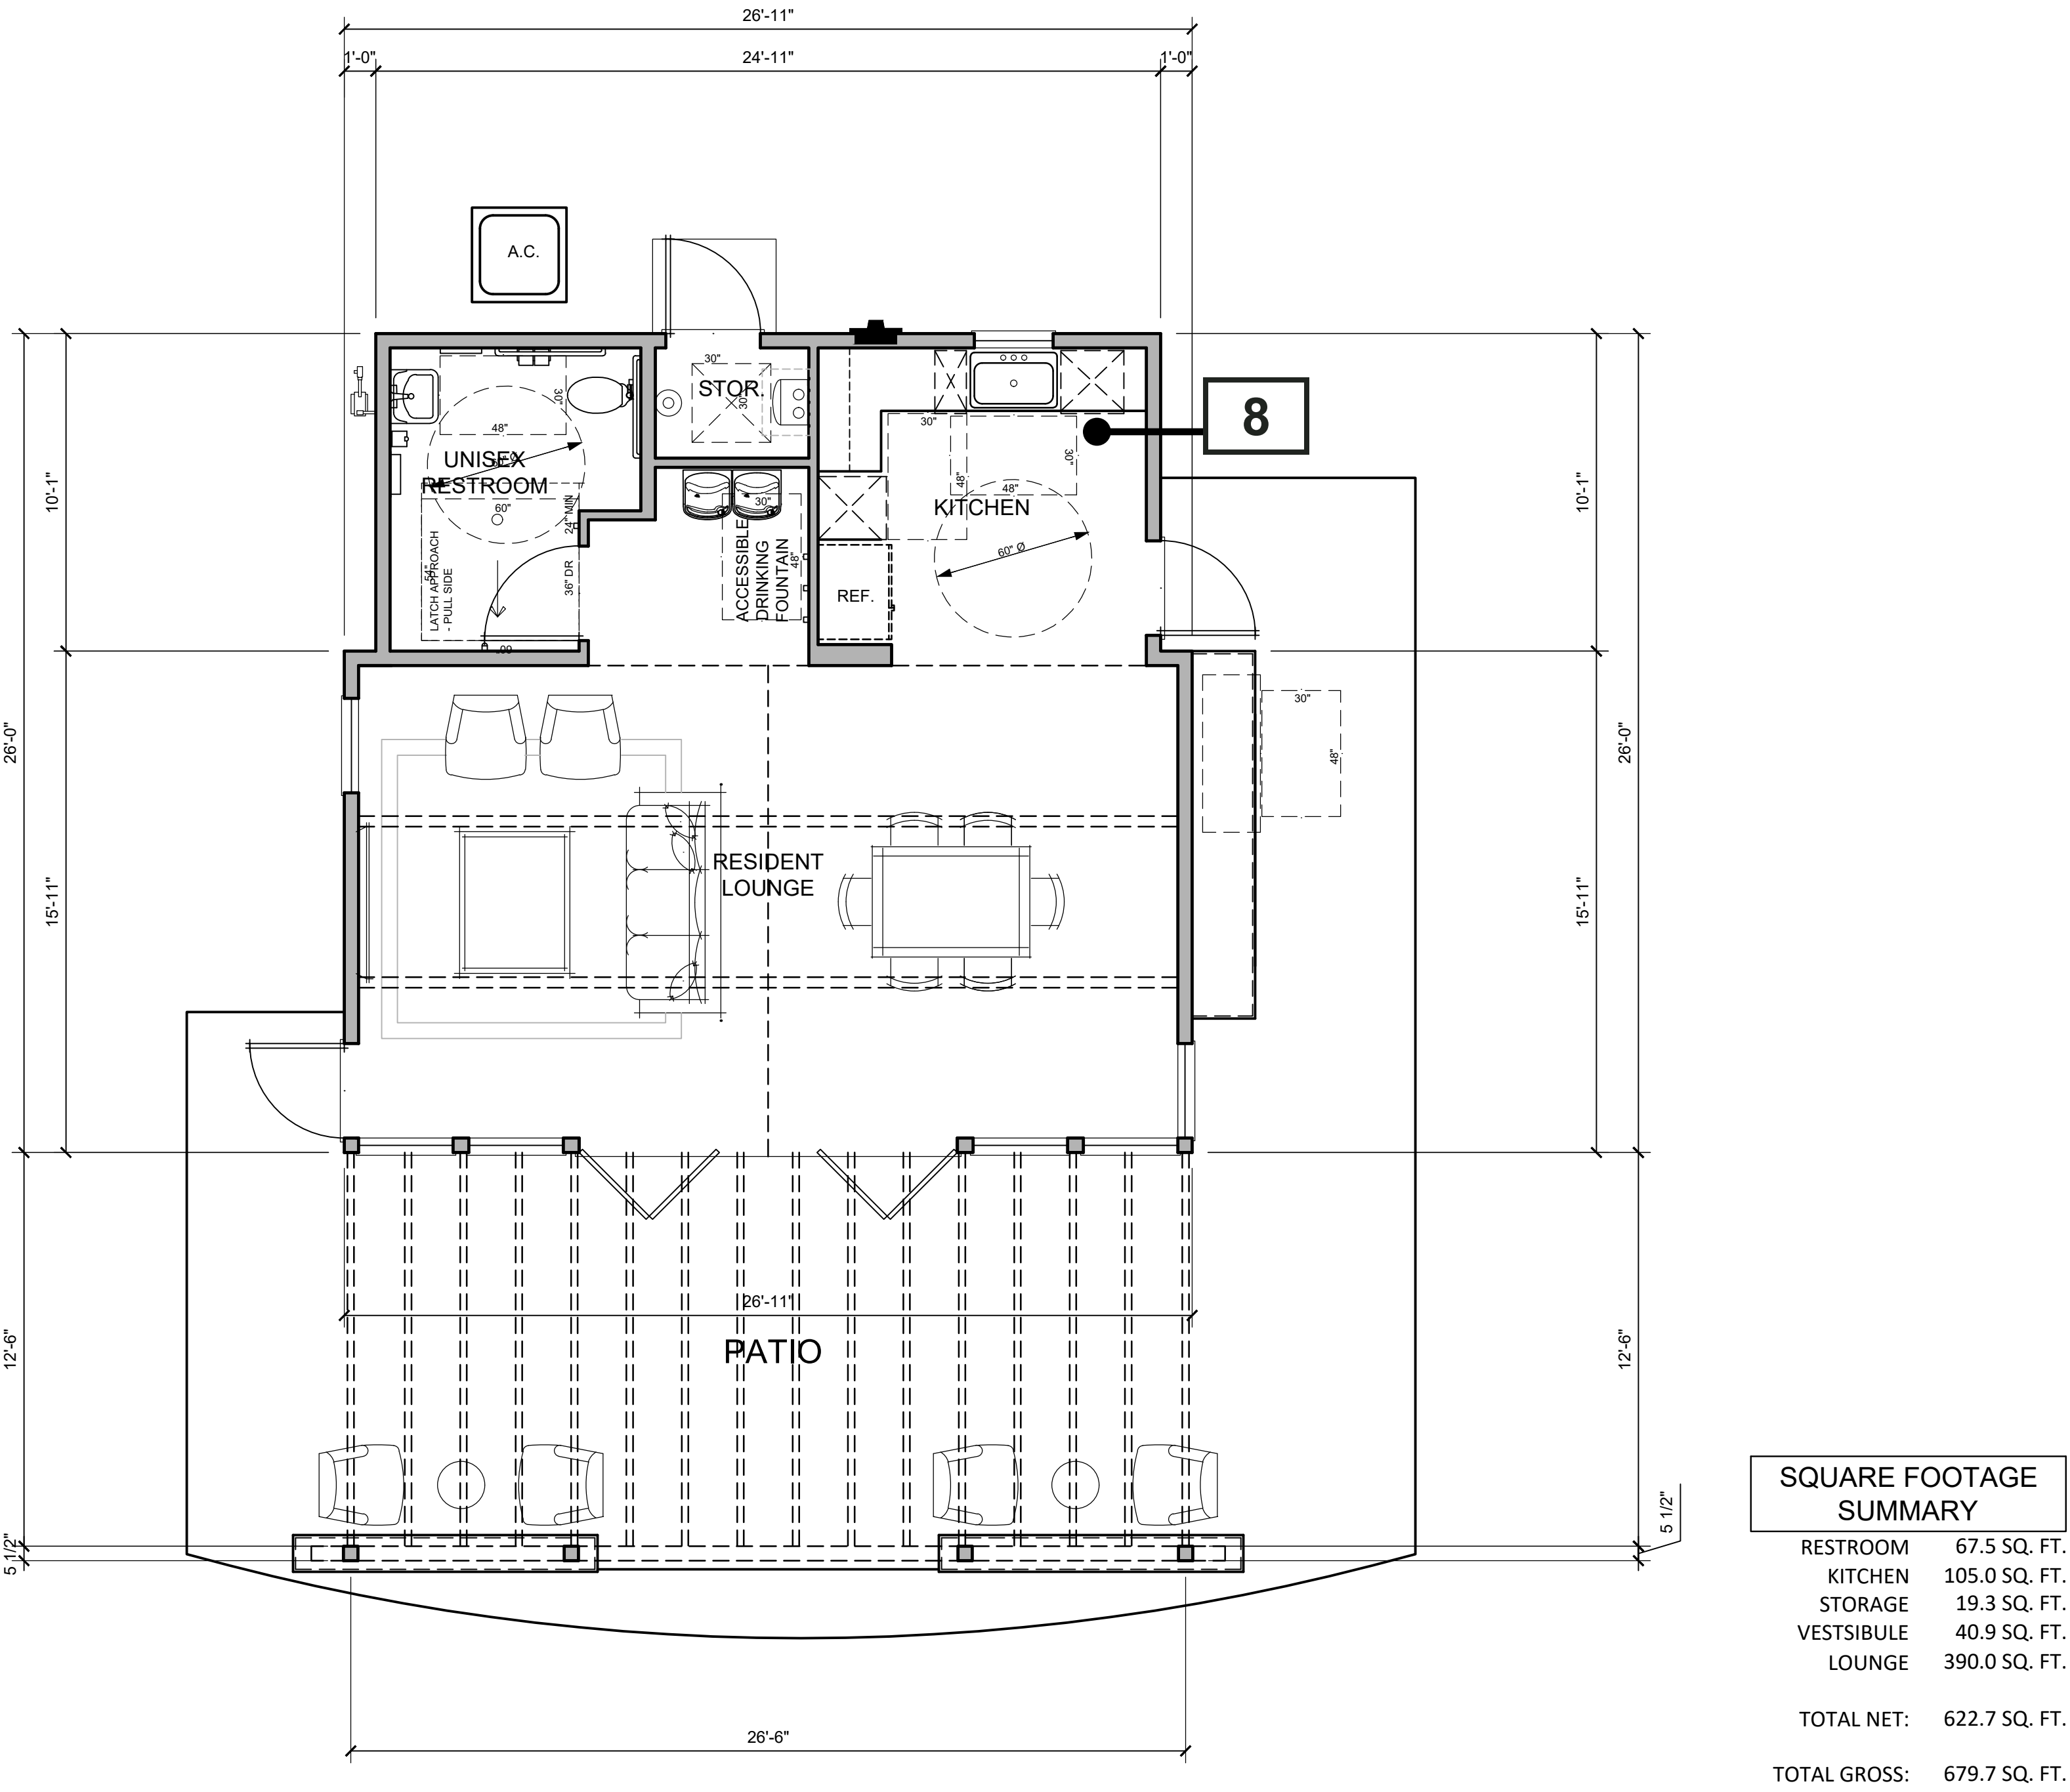 26'-11"
1'-0"
24'-11"
1'-0"
A.C.
30"
STOR.
30"
30"
48"
60" Ø
UNISEX
RESTROOM
60"
24" MIN
36" DR
54"
LATCH APPROACH
- PULL SIDE
60"
30"
ACCESSIBLE
DRINKING
FOUNTAIN
48"
8
30"
30"
48"
48"
KITCHEN
60" Ø
REF.
10'-1"
10'-1"
26'-0"
15'-11"
30"
48"
26'-0"
15'-11"
RESIDENT
LOUNGE
26'-11"
PATIO
12'-6"
12'-6"
5 1/2"
5 1/2"
26'-6"
SQUARE FOOTAGE
SUMMARY
RESTROOM 67.5 SQ. FT.
KITCHEN 105.0 SQ. FT.
STORAGE 19.3 SQ. FT.
VESTSIBULE 40.9 SQ. FT.
LOUNGE 390.0 SQ. FT.
TOTAL NET: 622.7 SQ. FT.
TOTAL GROSS: 679.7 SQ. FT.